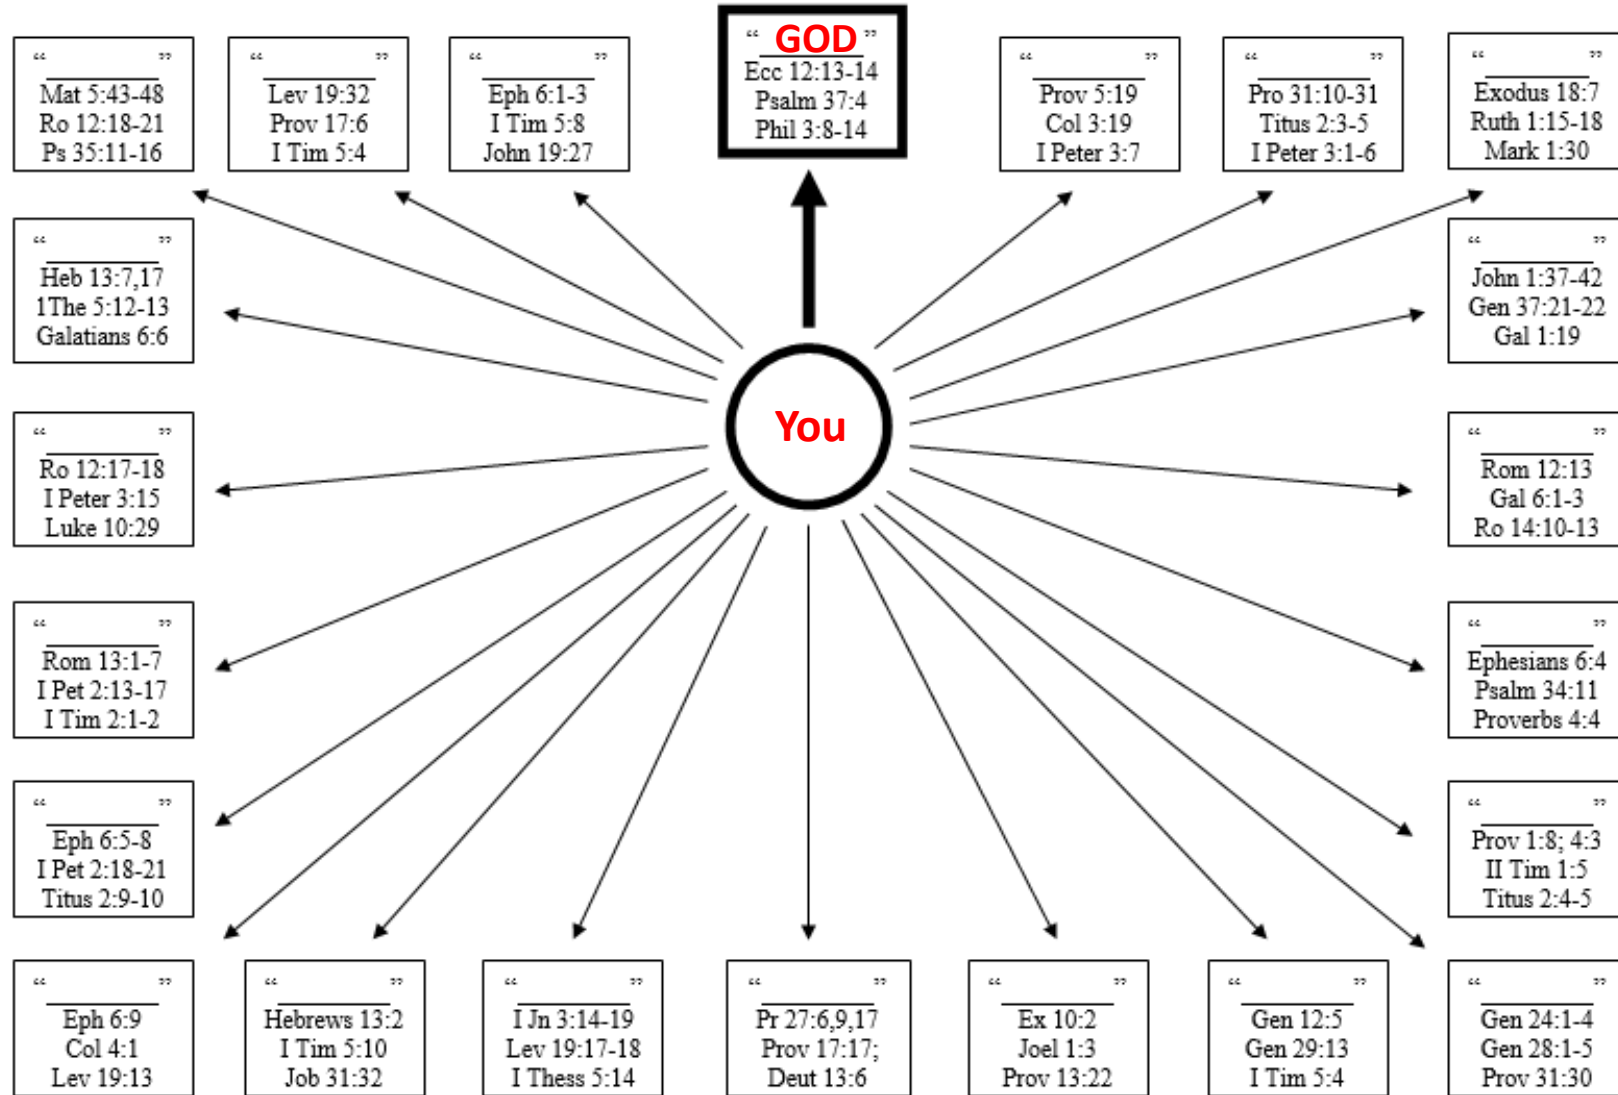 “ ”
Mat 5:43-48
Ro 12:18-21
Ps 35:11-16
“ ”
Lev 19:32
Prov 17:6
I Tim 5:4
“ ”
Eph 6:1-3
I Tim 5:8
John 19:27
“ GOD ”
Ecc 12:13-14
Psalm 37:4
Phil 3:8-14
“ ”
Prov 5:19
Col 3:19
I Peter 3:7
“ ”
Pro 31:10-31
Titus 2:3-5
I Peter 3:1-6
“ ”
Exodus 18:7
Ruth 1:15-18
Mark 1:30
“ ”
Heb 13:7,17
1The 5:12-13
Galatians 6:6
“ ”
John 1:37-42
Gen 37:21-22
Gal 1:19
You
“ ”
Ro 12:17-18
I Peter 3:15
Luke 10:29
“ ”
Rom 12:13
Gal 6:1-3
Ro 14:10-13
“ ”
Rom 13:1-7
I Pet 2:13-17
I Tim 2:1-2
“ ”
Ephesians 6:4
Psalm 34:11
Proverbs 4:4
“ ”
Eph 6:5-8
I Pet 2:18-21
Titus 2:9-10
“ ”
Prov 1:8; 4:3
II Tim 1:5
Titus 2:4-5
“ ”
Eph 6:9
Col 4:1
Lev 19:13
“ ”
Hebrews 13:2
I Tim 5:10
Job 31:32
“ ”
I Jn 3:14-19
Lev 19:17-18
I Thess 5:14
“ ”
Pr 27:6,9,17
Prov 17:17;
Deut 13:6
“ ”
Ex 10:2
Joel 1:3
Prov 13:22
“ ”
Gen 12:5
Gen 29:13
I Tim 5:4
“ ”
Gen 24:1-4
Gen 28:1-5
Prov 31:30